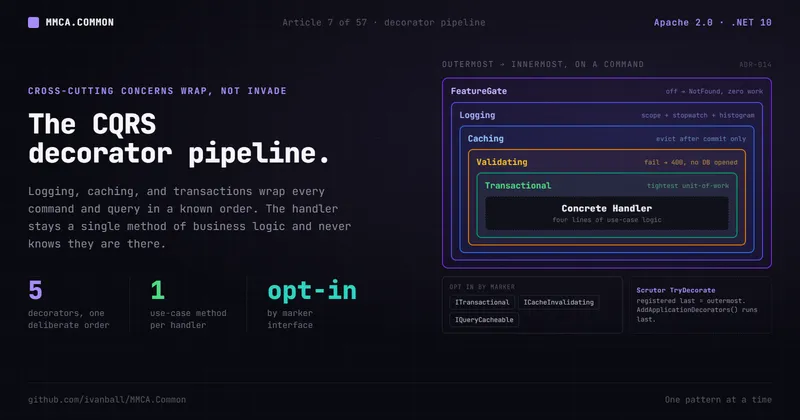 MMCA.COMMON
Article 7 of 57 · decorator pipeline
Apache 2.0 · .NET 10
CROSS-CUTTING CONCERNS WRAP, NOT INVADE
The CQRS
decorator pipeline.
Logging, caching, and transactions wrap every
command and query in a known order. The handler
stays a single method of business logic and never
knows they are there.
5
decorators, one
deliberate order
1
use-case method
per handler
opt-in
by marker
interface
OUTERMOST → INNERMOST, ON A COMMAND
ADR-014
FeatureGate
off → NotFound, zero work
Logging
scope + stopwatch + histogram
Caching
evict after commit only
Validating
fail → 400, no DB opened
Transactional
tightest unit-of-work
Concrete Handler
four lines of use-case logic
OPT IN BY MARKER
ITransactional
ICacheInvalidating
IQueryCacheable
Scrutor TryDecorate
registered last = outermost.
AddApplicationDecorators() runs
last.
github.com/ivanball/MMCA.Common
One pattern at a time